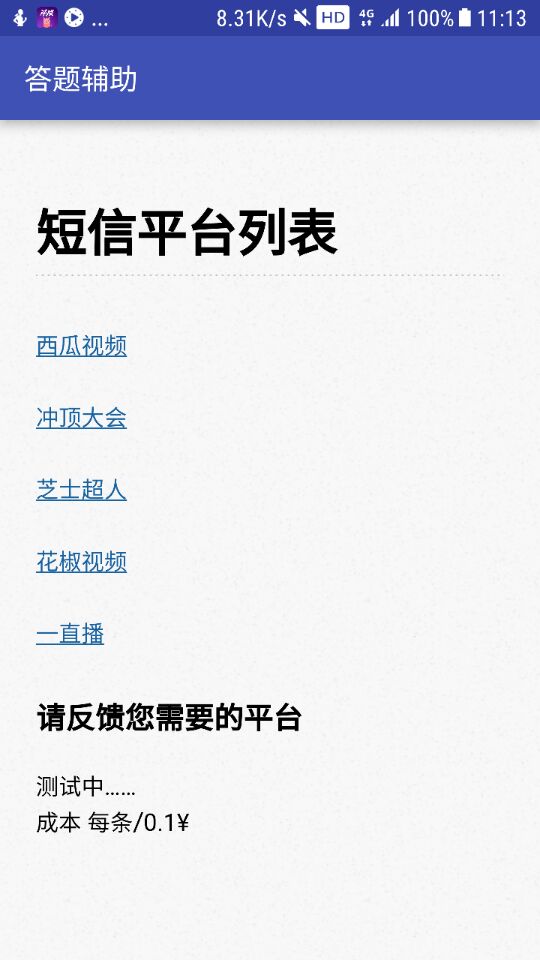 ... 8.31K/s HD 4G 100% 11:13
答题辅助
短信平台列表
西瓜视频
冲顶大会
芝士超人
花椒视频
一直播
请反馈您需要的平台
测试中……
成本 每条/0.1¥